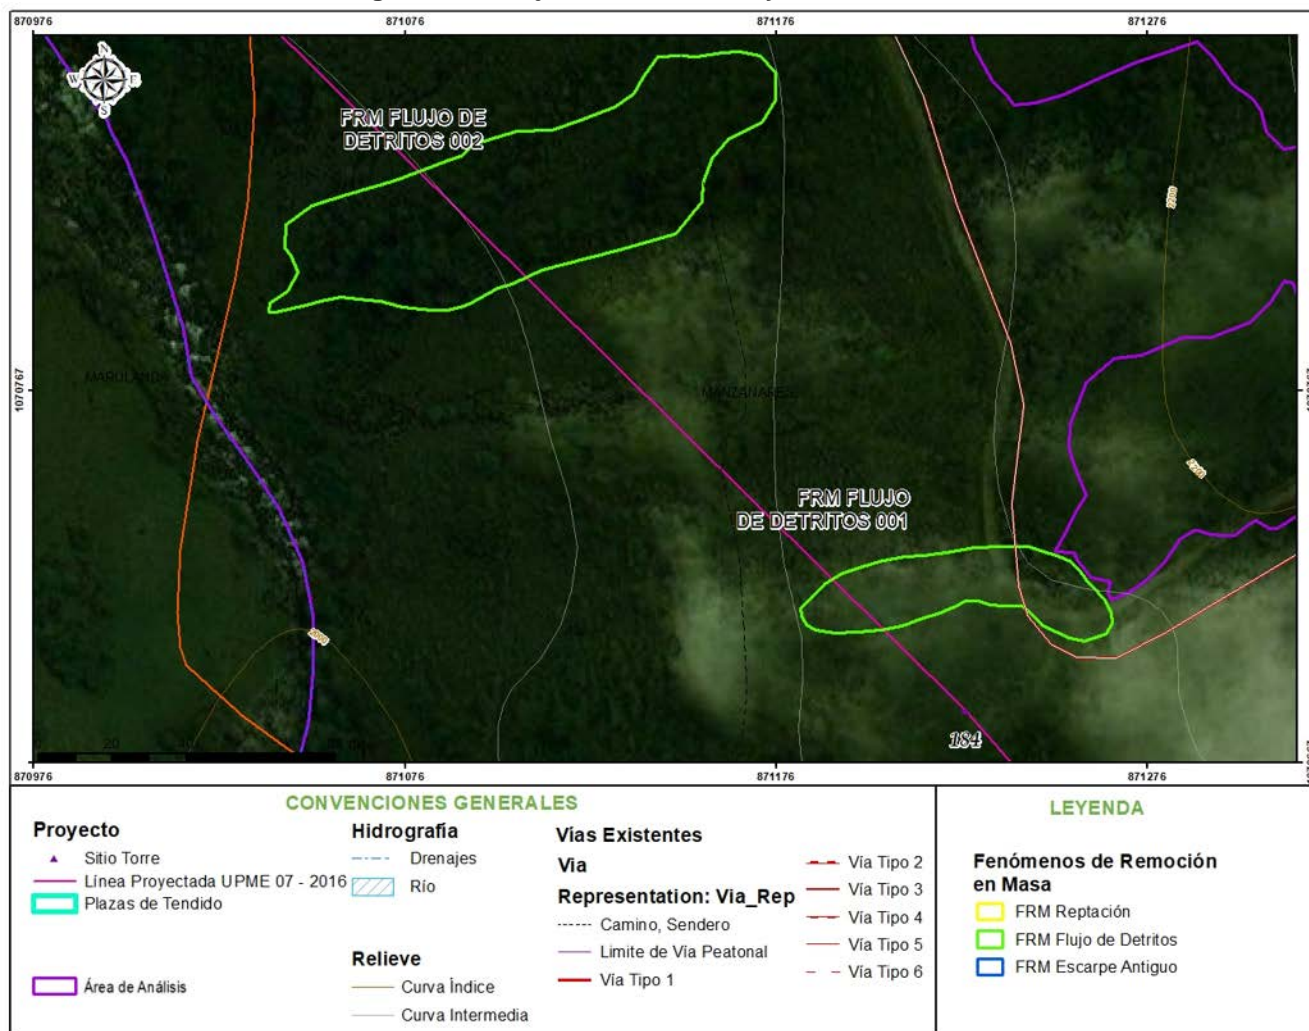 870976
871076
871176
871276
N
W
E
S
FRM FLUJO DE
DETRITOS 002
2200
1070767
MARULANDA
MANZANARES
2200
FRM FLUJO
DE DETRITOS 001
20
184
870976
871076
871176
871276
CONVENCIONES GENERALES
Proyecto
Sitio Torre
Línea Proyectada UPME 07 - 2016
Plazas de Tendido
Área de Análisis
Hidrografía
Drenajes
Río
Relieve
Curva Índice
Curva Intermedia
Vías Existentes
Via
Representation: Via_Rep
Camino, Sendero
Limite de Vía Peatonal
Vía Tipo 1
Vía Tipo 2
Vía Tipo 3
Vía Tipo 4
Vía Tipo 5
Vía Tipo 6
LEYENDA
Fenómenos de Remoción
en Masa
FRM Reptación
FRM Flujo de Detritos
FRM Escarpe Antiguo